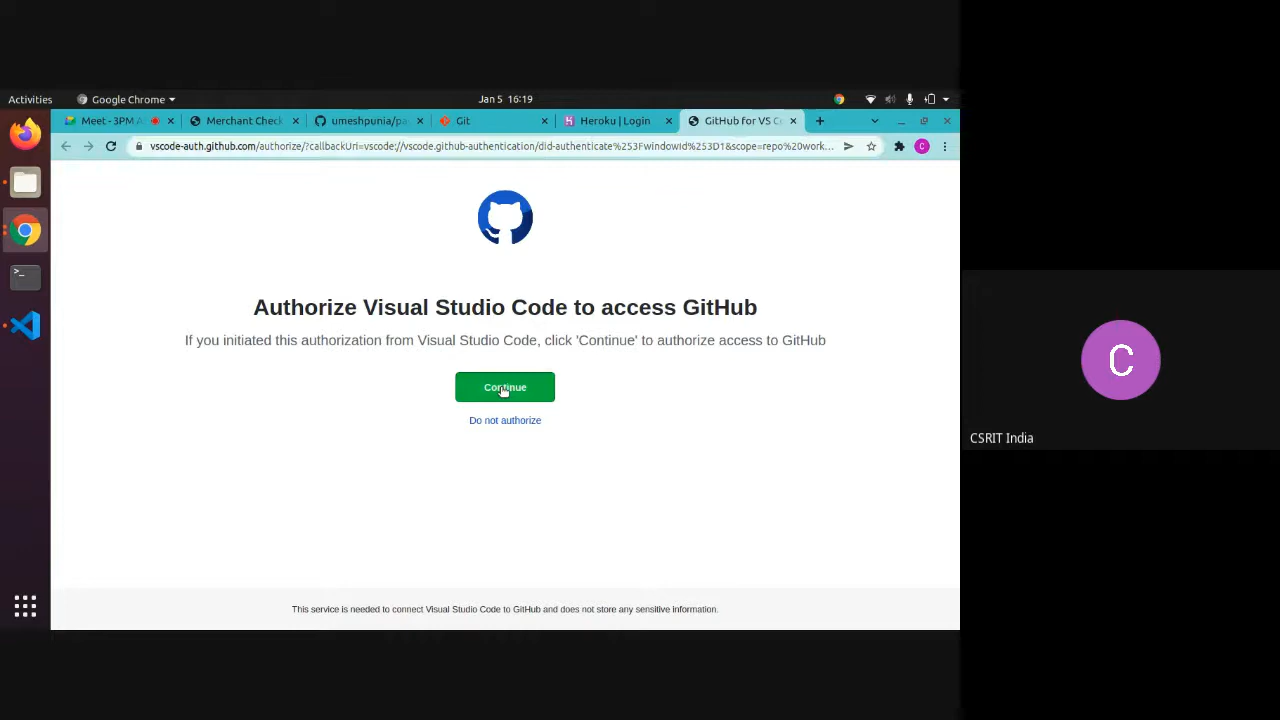 Activities
Google Chrome
Jan 5 16:19
Meet - 3PM A
Merchant Check
umeshpunia/pa
Git
Heroku | Login
GitHub for VS C
vscode-auth.github.com/authorize/?callbackUri=vscode://vscode.github-authentication/did-authenticate%253FwindowId%253D1&scope=repo%20work...
C
Authorize Visual Studio Code to access GitHub
If you initiated this authorization from Visual Studio Code, click 'Continue' to authorize access to GitHub
Continue
Do not authorize
This service is needed to connect Visual Studio Code to GitHub and does not store any sensitive information.
C
CSRIT India